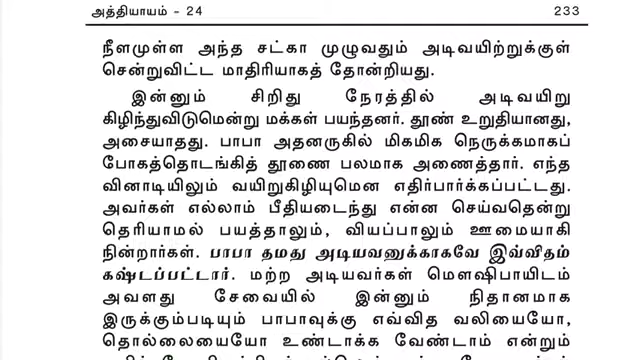 அத்தியாயம் – 24 233
நீளமுள்ள அந்த சட்கா முழுவதும் அடிவயிற்றுக்குள்
சென்றுவிட்ட மாதிரியாகத் தோன்றியது.
இன்னும் சிறிது நேரத்தில் அடிவயிறு
கிழிந்துவிடுமென்று மக்கள் பயந்தனர். தூண் உறுதியானது,
அசையாதது. பாபா அதனருகில் மிகமிக நெருக்கமாகப்
போகத்தொடங்கித் தூணை பலமாக அணைத்தார். எந்த
வினாடியிலும் வயிறுகிழியுமென எதிர்பார்க்கப்பட்டது.
அவர்கள் எல்லாம் பீதியடைந்து என்ன செய்வதென்று
தெரியாமல் பயத்தாலும், வியப்பாலும் ஊமையாகி
நின்றார்கள். பாபா தமது அடியவனுக்காகவே இவ்விதம்
கஷ்டப்பட்டார். மற்ற அடியவர்கள் மௌஷிபாயிடம்
அவளது சேவையில் இன்னும் நிதானமாக
இருக்கும்படியும் பாபாவுக்கு எவ்வித வலியையோ,
தொல்லையையோ உண்டாக்க வேண்டாம் என்றும்